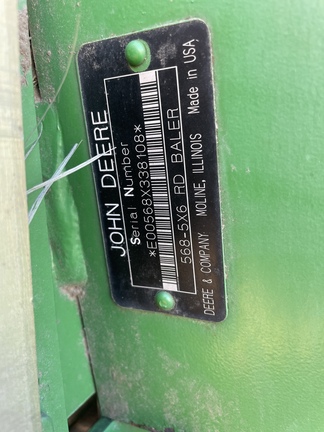 JOHN DEERE
Serial Number
*E00568X338108*
568-5X6 RD BALER
DEERE & COMPANY MOLINE, ILLINOIS Made in USA